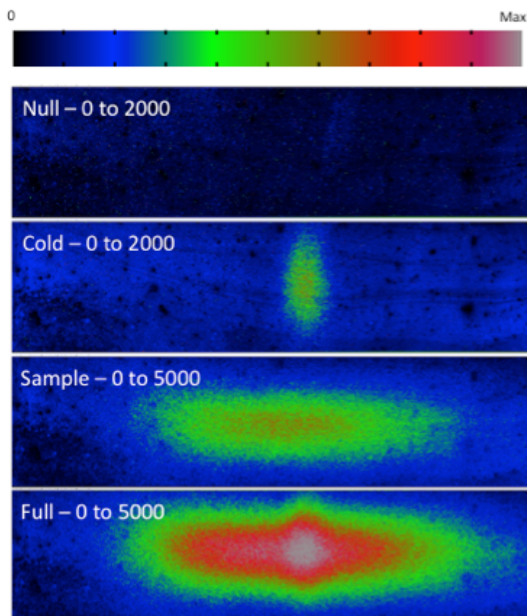 0
Max
Null – 0 to 2000
Cold – 0 to 2000
Sample – 0 to 5000
Full – 0 to 5000